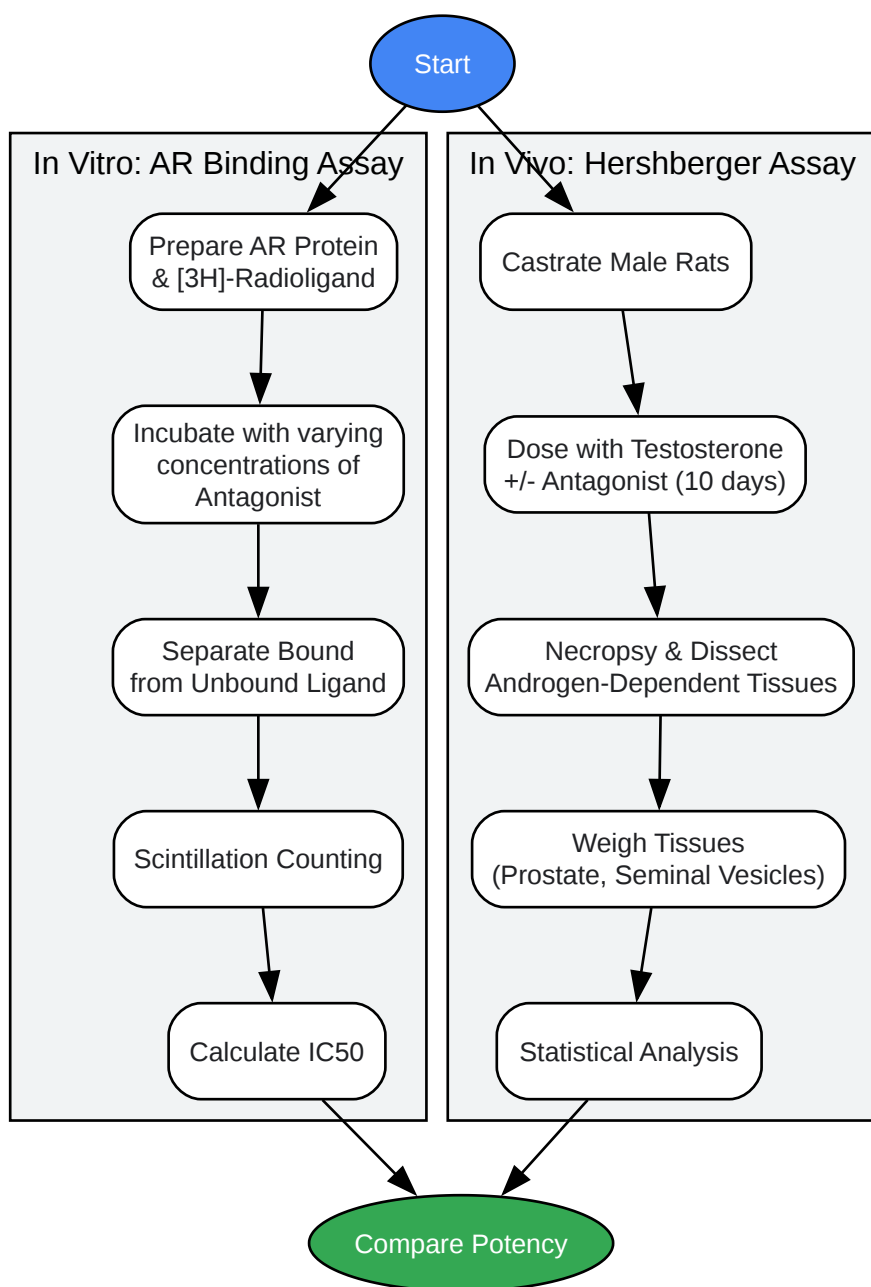 Start
In Vitro: AR Binding Assay
Prepare AR Protein
& [3H]-Radioligand
Incubate with varying
concentrations of
Antagonist
Separate Bound
from Unbound Ligand
Scintillation Counting
Calculate IC50
In Vivo: Hershberger Assay
Castrate Male Rats
Dose with Testosterone
+/- Antagonist (10 days)
Necropsy & Dissect
Androgen-Dependent Tissues
Weigh Tissues
(Prostate, Seminal Vesicles)
Statistical Analysis
Compare Potency